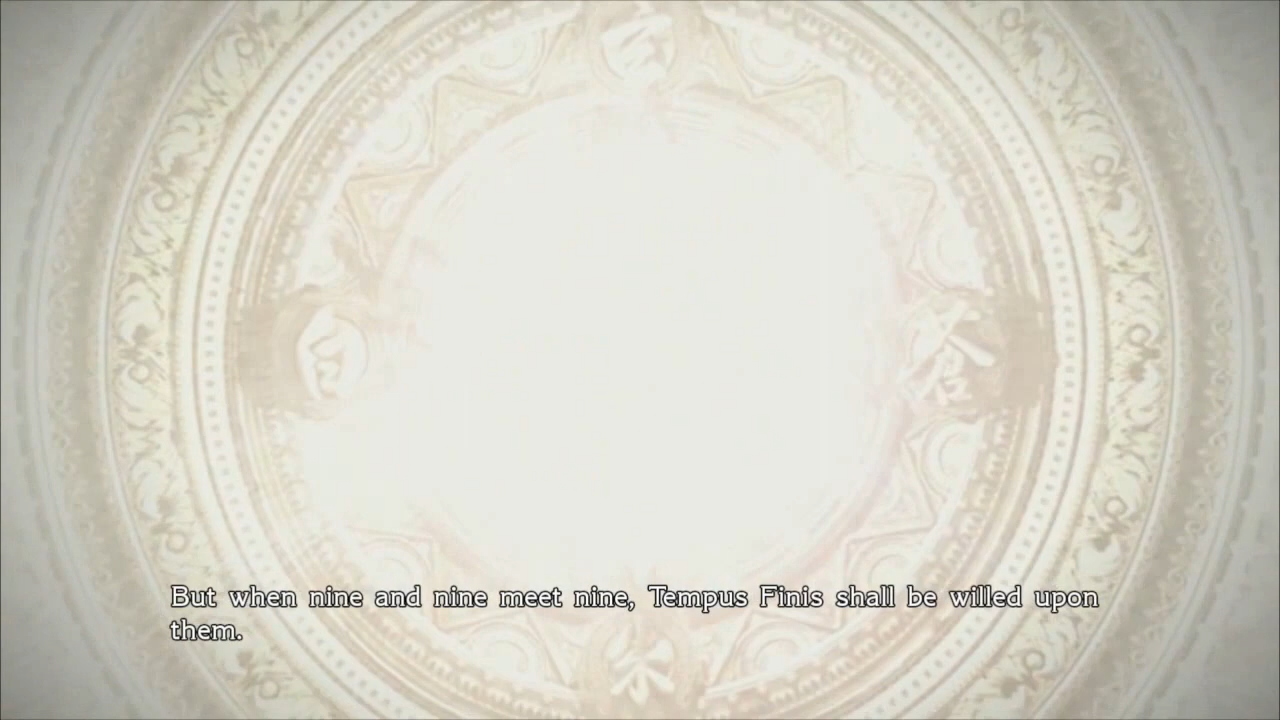 But when nine and nine meet nine, Tempus Finis shall be willed upon
them.